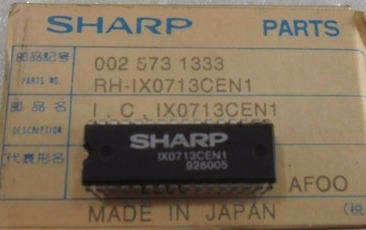 SHARP PARTS
部品記号 002 573 1333
PARTS NO. RH-IX0713CEN1
部品名 I.C. IX0713CEN1
DESCRIPTION
SHARP
IX0713CEN1
926005
代表形名
AFOO
MADE IN JAPAN (税